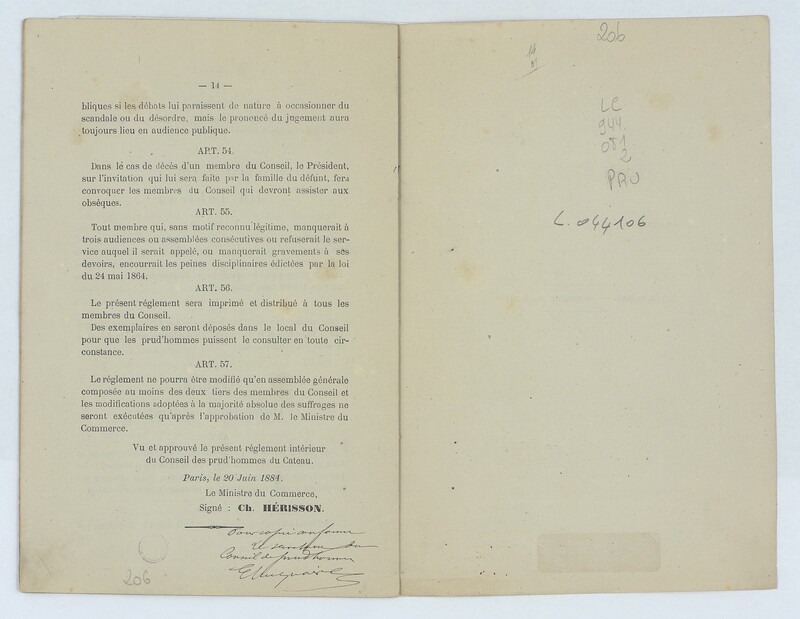 — 14 —
bliques si les débats lui paraissent de nature à occasionner du
scandale ou du désordre, mais le prononcé du jugement aura
toujours lieu en audience publique.
ART. 54.
Dans le cas de décès d'un membre du Conseil, le Président,
sur l'invitation qui lui sera faite par la famille du défunt, fera
convoquer les membres du Conseil qui devront assister aux
obsèques.
ART. 55.
Tout membre qui, sans motif reconnu légitime, manquerait à
trois audiences ou assemblées consécutives ou refuserait le ser-
vice auquel il serait appelé, ou manquerait gravements à ses
devoirs, encourrait les peines disciplinaires édictées par la loi
du 24 mai 1864.
ART. 56.
Le présent réglement sera imprimé et distribué à tous les
membres du Conseil.
Des exemplaires en seront déposés dans le local du Conseil
pour que les prud'hommes puissent le consulter en toute cir-
constance.
ART. 57.
Le réglement ne pourra être modifié qu'en assemblée générale
composée au moins des deux tiers des membres du Conseil et
les modifications adoptées à la majorité absolue des suffrages ne
seront exécutées qu'après l'approbation de M. le Ministre du
Commerce.
Vu et approuvé le présent réglement intérieur
du Conseil des prud'hommes du Cateau.
Paris, le 20 Juin 1884.
Le Ministre du Commerce,
Signé : Ch. HÉRISSON.
Pour copie conforme
Le secrétaire du
Conseil de prud'hommes
206
206
LC
944.
081
2
PRU
L. 044106